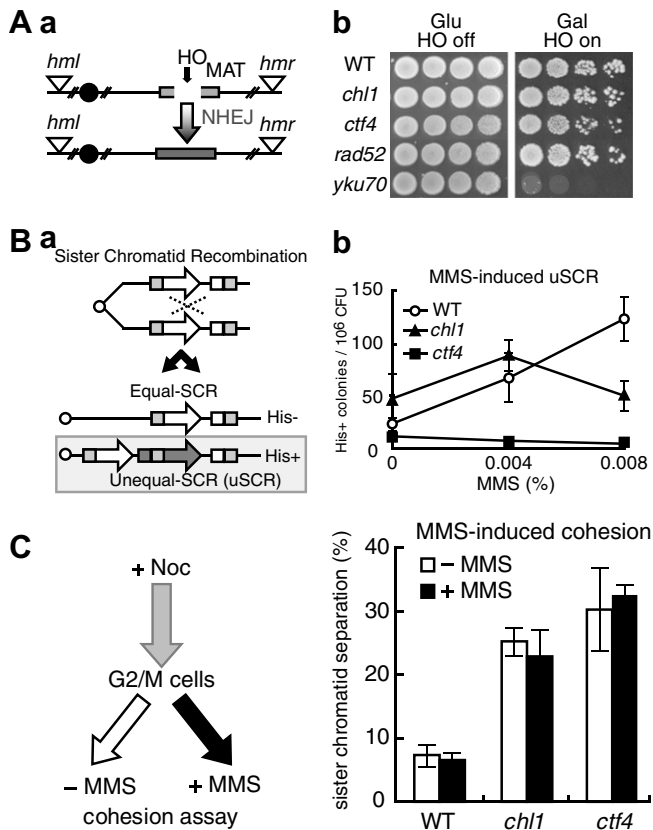 A a
hml
HO
MAT
hmr
NHEJ
hml
hmr
b
Glu
HO off
Gal
HO on
WT
chl1
ctf4
rad52
yku70
B a
Sister Chromatid Recombination
Equal-SCR
His-
His+
Unequal-SCR (uSCR)
b
MMS-induced uSCR
His+ colonies / 10⁶ CFU
150
100
50
0
WT
chl1
ctf4
0
0.004
0.008
MMS (%)
C
+ Noc
G2/M cells
– MMS
+ MMS
cohesion assay
MMS-induced cohesion
sister chromatid separation (%)
40
30
20
10
0
– MMS
+ MMS
WT
chl1
ctf4